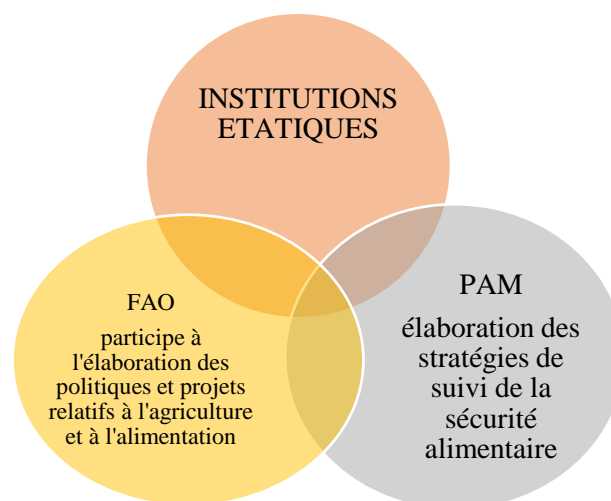 INSTITUTIONS
ETATIQUES
FAO
participe à
l'élaboration des
politiques et projets
relatifs à l'agriculture
et à l'alimentation
PAM
élaboration des
stratégies de
suivi de la
sécurité
alimentaire